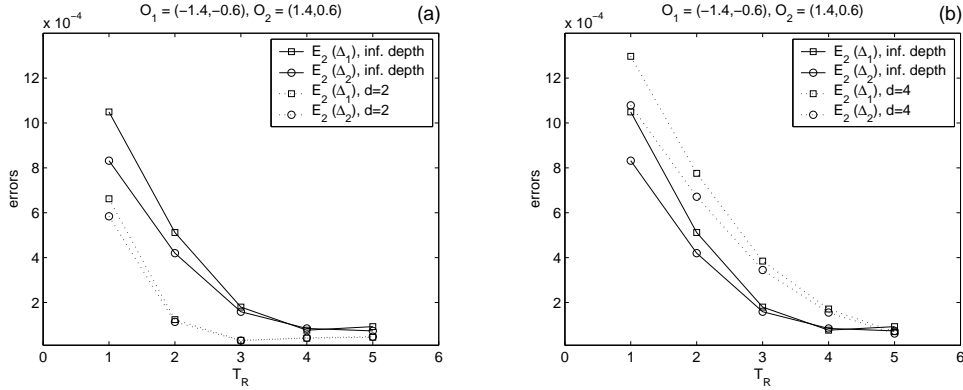 O₁ = (−1.4,−0.6), O₂ = (1.4,0.6)
(a)
x 10⁻⁴
E₂ (Δ₁), inf. depth
E₂ (Δ₂), inf. depth
E₂ (Δ₁), d=2
E₂ (Δ₂), d=2
12
10
8
6
4
2
errors
0 1 2 3 4 5 6
T_R
O₁ = (−1.4,−0.6), O₂ = (1.4,0.6)
(b)
x 10⁻⁴
E₂ (Δ₁), inf. depth
E₂ (Δ₂), inf. depth
E₂ (Δ₁), d=4
E₂ (Δ₂), d=4
12
10
8
6
4
2
errors
0 1 2 3 4 5 6
T_R